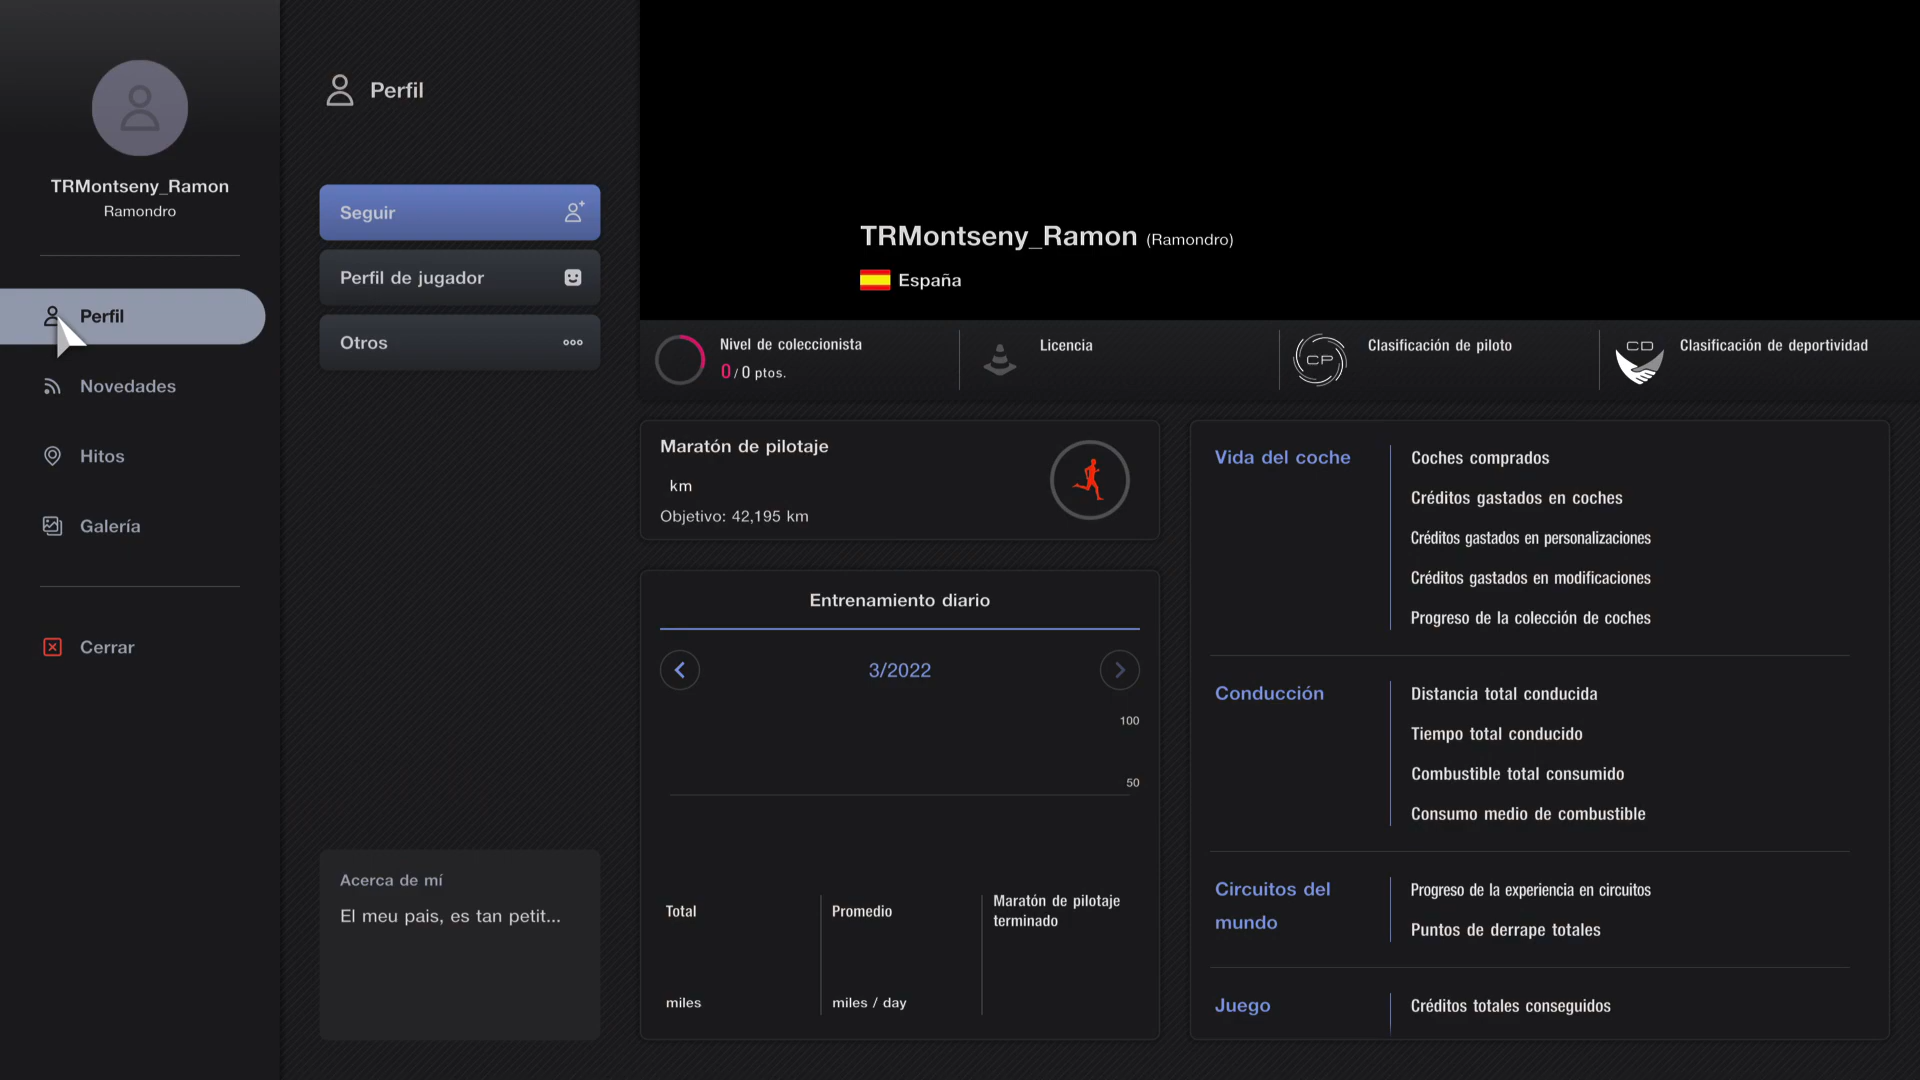 TRMontseny_Ramon
Ramondro
Perfil
Novedades
Hitos
Galería
Cerrar
Perfil
Seguir
Perfil de jugador
Otros
Acerca de mí
El meu pais, es tan petit...
TRMontseny_Ramon (Ramondro)
España
Nivel de coleccionista
0 / 0 ptos.
Licencia
CP
Clasificación de piloto
CD
Clasificación de deportividad
Maratón de pilotaje
km
Objetivo: 42,195 km
Entrenamiento diario
3/2022
100
50
Total
miles
Promedio
miles / day
Maratón de pilotaje
terminado
Vida del coche
Coches comprados
Créditos gastados en coches
Créditos gastados en personalizaciones
Créditos gastados en modificaciones
Progreso de la colección de coches
Conducción
Distancia total conducida
Tiempo total conducido
Combustible total consumido
Consumo medio de combustible
Circuitos del
mundo
Progreso de la experiencia en circuitos
Puntos de derrape totales
Juego
Créditos totales conseguidos